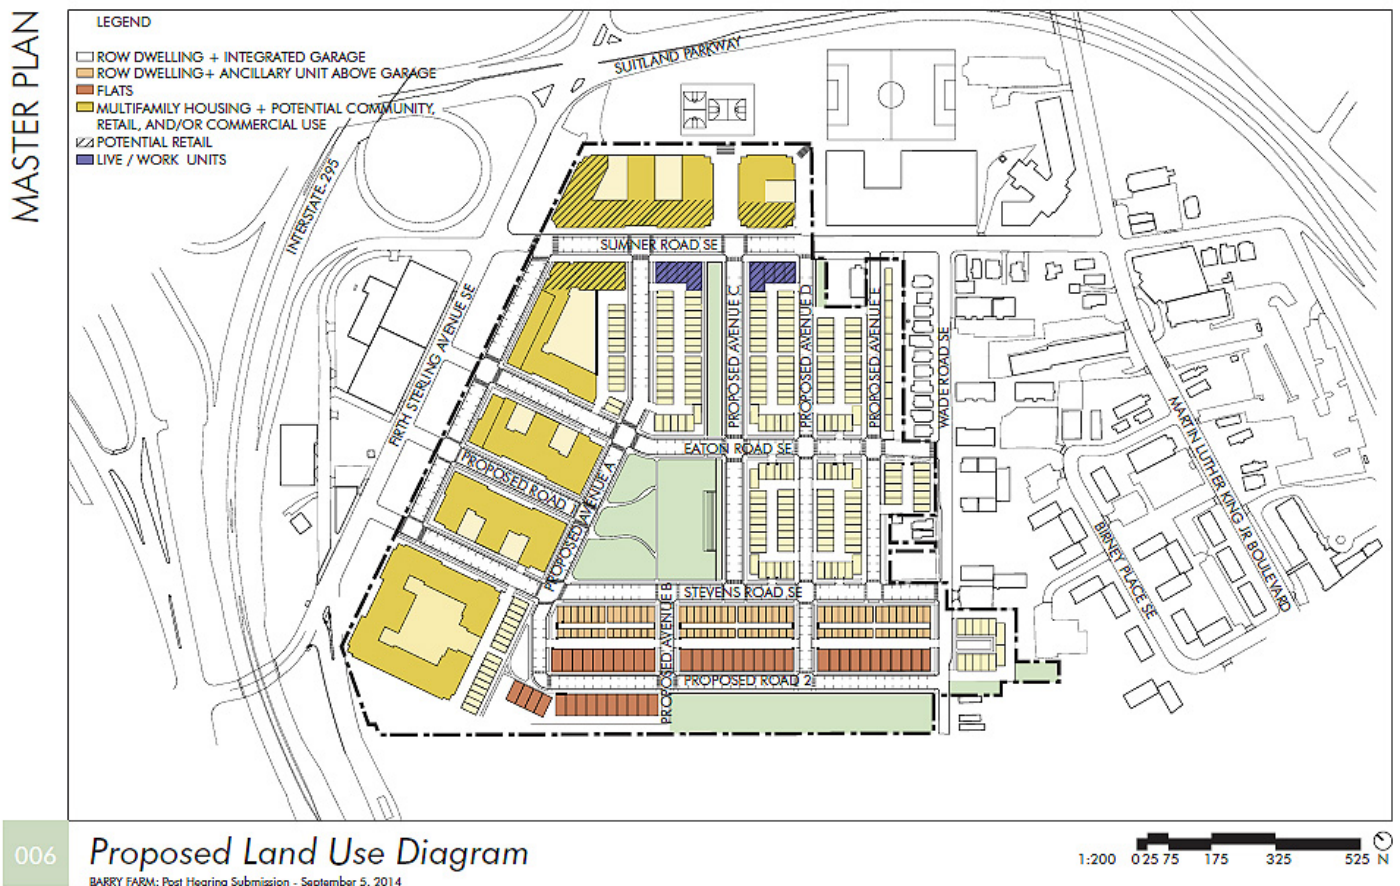 MASTER PLAN
LEGEND
ROW DWELLING + INTEGRATED GARAGE
ROW DWELLING+ ANCILLARY UNIT ABOVE GARAGE
FLATS
MULTIFAMILY HOUSING + POTENTIAL COMMUNITY,
RETAIL, AND/OR COMMERCIAL USE
POTENTIAL RETAIL
LIVE / WORK UNITS
SUITLAND PARKWAY
INTERSTATE-295
SUMNER ROAD SE
FIRTH STERLING AVENUE SE
PROPOSED AVENUE C
PROPOSED AVENUE D
PROPOSED AVENUE E
WADE ROAD SE
MARTIN LUTHER KING JR BOULEVARD
EATON ROAD SE
PROPOSED ROAD 1
PROPOSED AVENUE A
BIRNEY PLACE SE
STEVENS ROAD SE
PROPOSED AVENUE B
PROPOSED ROAD 2
006
Proposed Land Use Diagram
BARRY FARM: Post Hearing Submission - September 5, 2014
1:200 0 25 75 175 325 525 N